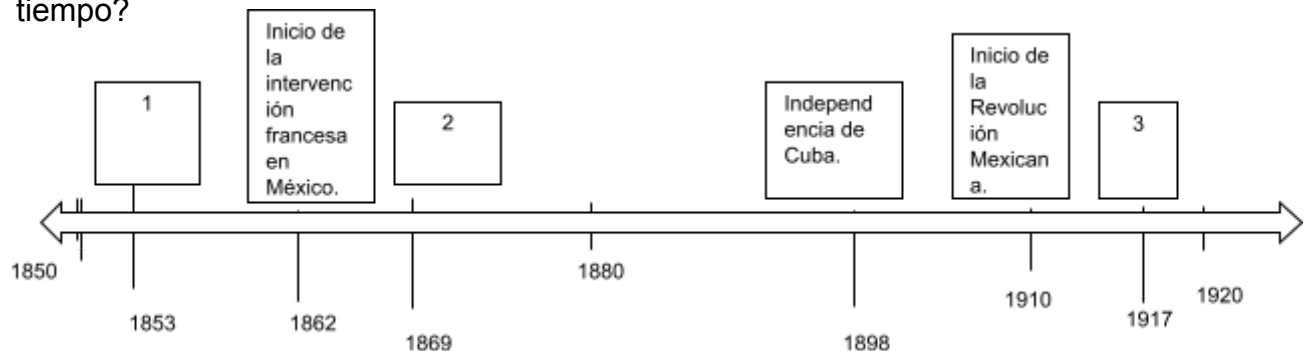 tiempo?
1
Inicio de
la
intervenc
ión
francesa
en
México.
2
Independ
encia de
Cuba.
Inicio de
la
Revoluc
ión
Mexican
a.
3
1850
1853
1862
1869
1880
1898
1910
1917
1920